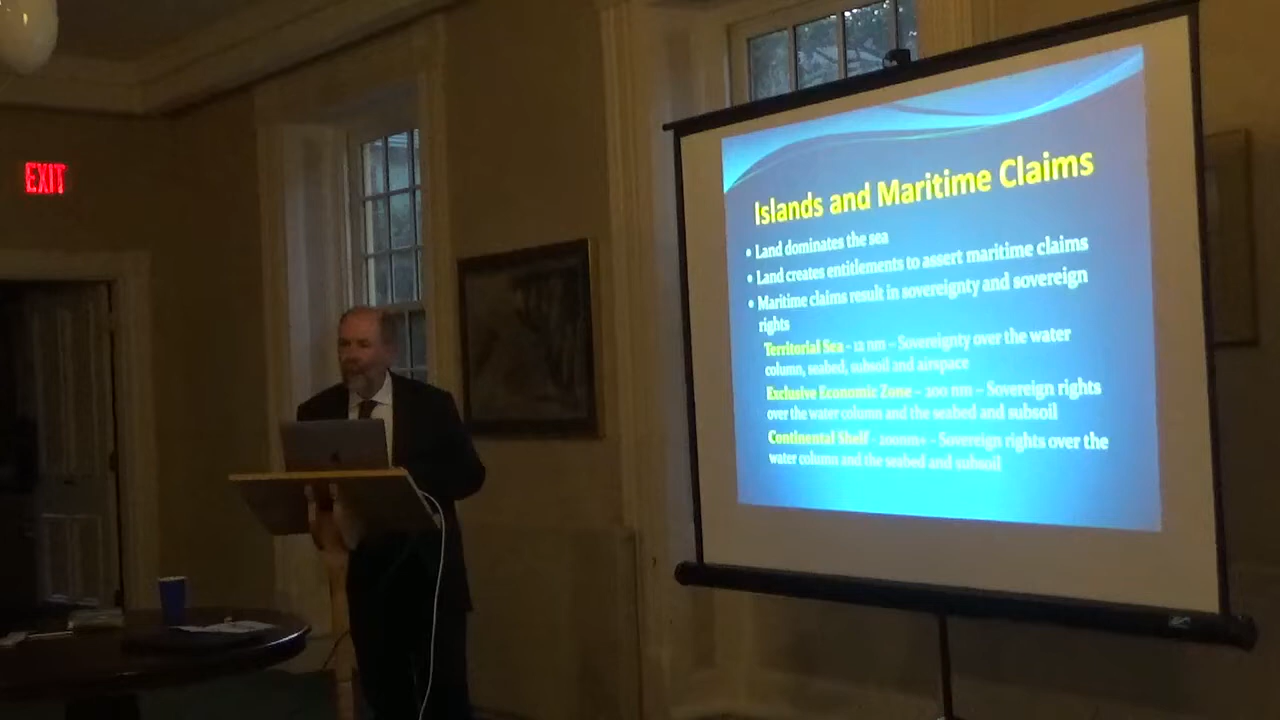 EXIT
Islands and Maritime Claims
• Land dominates the sea
• Land creates entitlements to assert maritime claims
• Maritime claims result in sovereignty and sovereign
rights
Territorial Sea - 12 nm – Sovereignty over the water
column, seabed, subsoil and airspace
Exclusive Economic Zone – 200 nm – Sovereign rights
over the water column and the seabed and subsoil
Continental Shelf - 200nm+ – Sovereign rights over the
water column and the seabed and subsoil